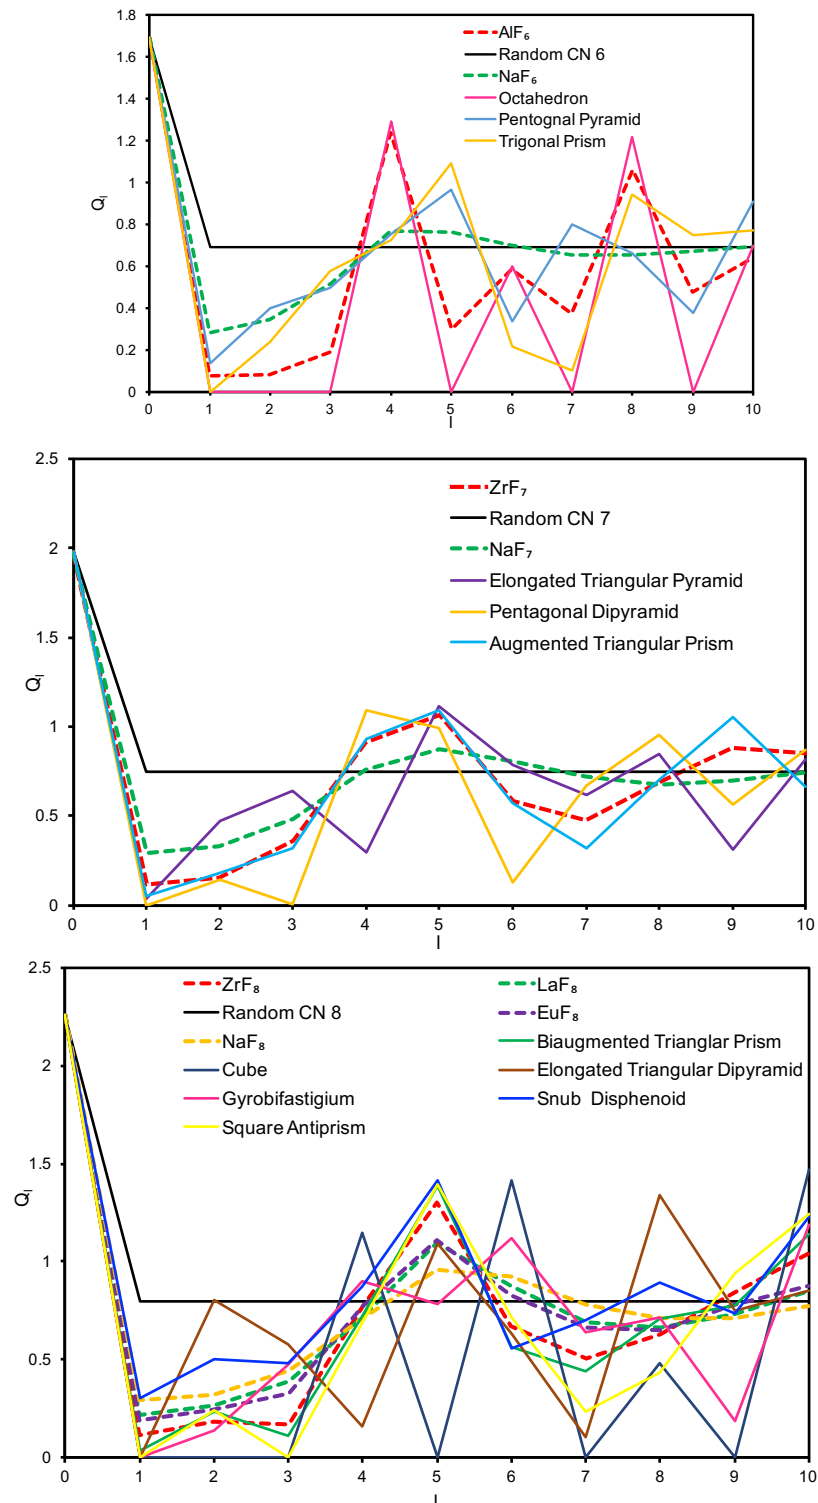 1.8
1.6
1.4
1.2
1
0.8
0.6
0.4
0.2
0
Qₗ
AlF₆
Random CN 6
NaF₆
Octahedron
Pentognal Pyramid
Trigonal Prism
0 1 2 3 4 5 6 7 8 9 10
l
2.5
2
1.5
1
0.5
0
Qₗ
ZrF₇
Random CN 7
NaF₇
Elongated Triangular Pyramid
Pentagonal Dipyramid
Augmented Triangular Prism
0 1 2 3 4 5 6 7 8 9 10
l
2.5
2
1.5
1
0.5
0
Qₗ
ZrF₈ LaF₈
Random CN 8 EuF₈
NaF₈ Biaugmented Trianglar Prism
Cube Elongated Triangular Dipyramid
Gyrobifastigium Snub Disphenoid
Square Antiprism
0 1 2 3 4 5 6 7 8 9 10
l